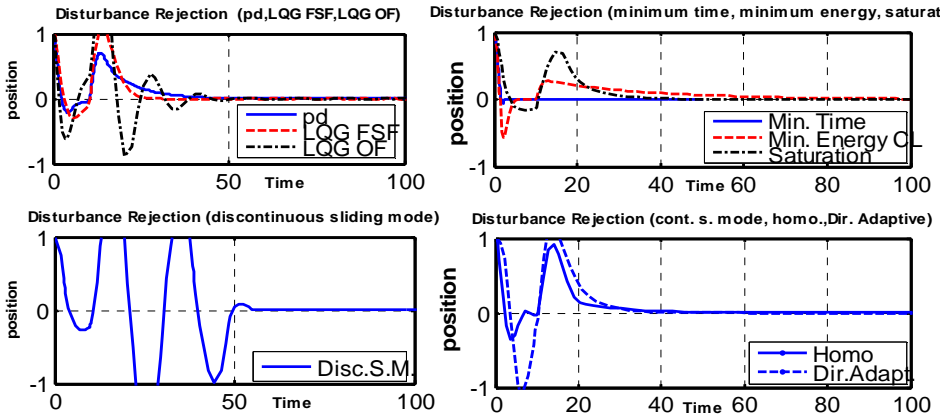 Disturbance Rejection (pd,LQG FSF,LQG OF)
position
1
0
-1
pd
LQG FSF
LQG OF
0
50
100
Time
Disturbance Rejection (minimum time, minimum energy, saturat
position
1
0
-1
Min. Time
Min. Energy CL
Saturation
0
20
40
60
80
100
Time
Disturbance Rejection (discontinuous sliding mode)
position
1
0
-1
Disc.S.M.
0
50
100
Time
Disturbance Rejection (cont. s. mode, homo.,Dir. Adaptive)
position
1
0
-1
Homo
Dir.Adapt.
0
20
40
60
80
100
Time